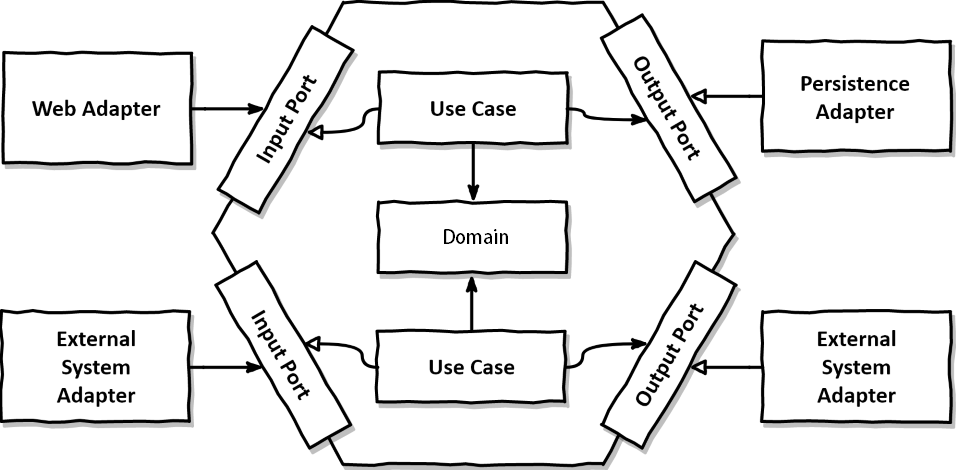 Web Adapter
Input Port
Use Case
Output Port
Persistence
Adapter
Domain
External
System
Adapter
Input Port
Use Case
Output Port
External
System
Adapter